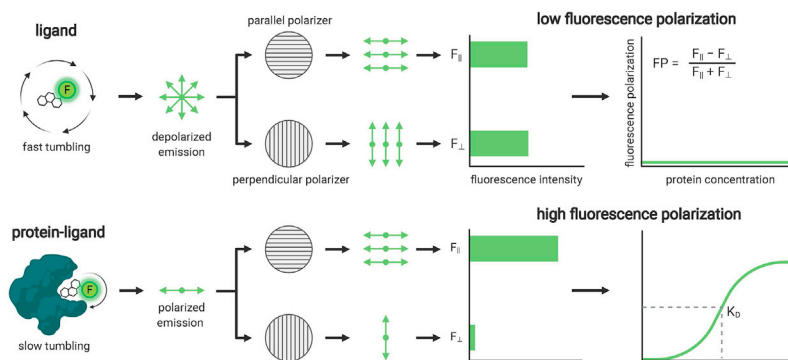 parallel polarizer
low fluorescence polarization
ligand
F
fast tumbling
depolarized
emission
perpendicular polarizer
F||
F⊥
fluorescence intensity
fluorescence polarization
FP = F|| − F⊥
F|| + F⊥
protein concentration
high fluorescence polarization
protein-ligand
F
slow tumbling
polarized
emission
F||
F⊥
KD